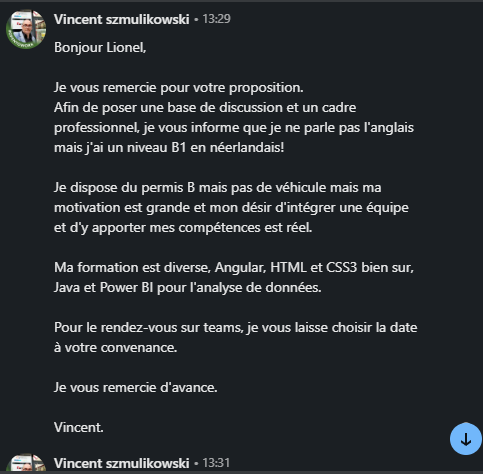 Vincent szmulikowski • 13:29
Bonjour Lionel,
Je vous remercie pour votre proposition.
Afin de poser une base de discussion et un cadre
professionnel, je vous informe que je ne parle pas l'anglais
mais j'ai un niveau B1 en néerlandais!
Je dispose du permis B mais pas de véhicule mais ma
motivation est grande et mon désir d'intégrer une équipe
et d'y apporter mes compétences est réel.
Ma formation est diverse, Angular, HTML et CSS3 bien sur,
Java et Power BI pour l'analyse de données.
Pour le rendez-vous sur teams, je vous laisse choisir la date
à votre convenance.
Je vous remercie d'avance.
Vincent.
Vincent szmulikowski • 13:31